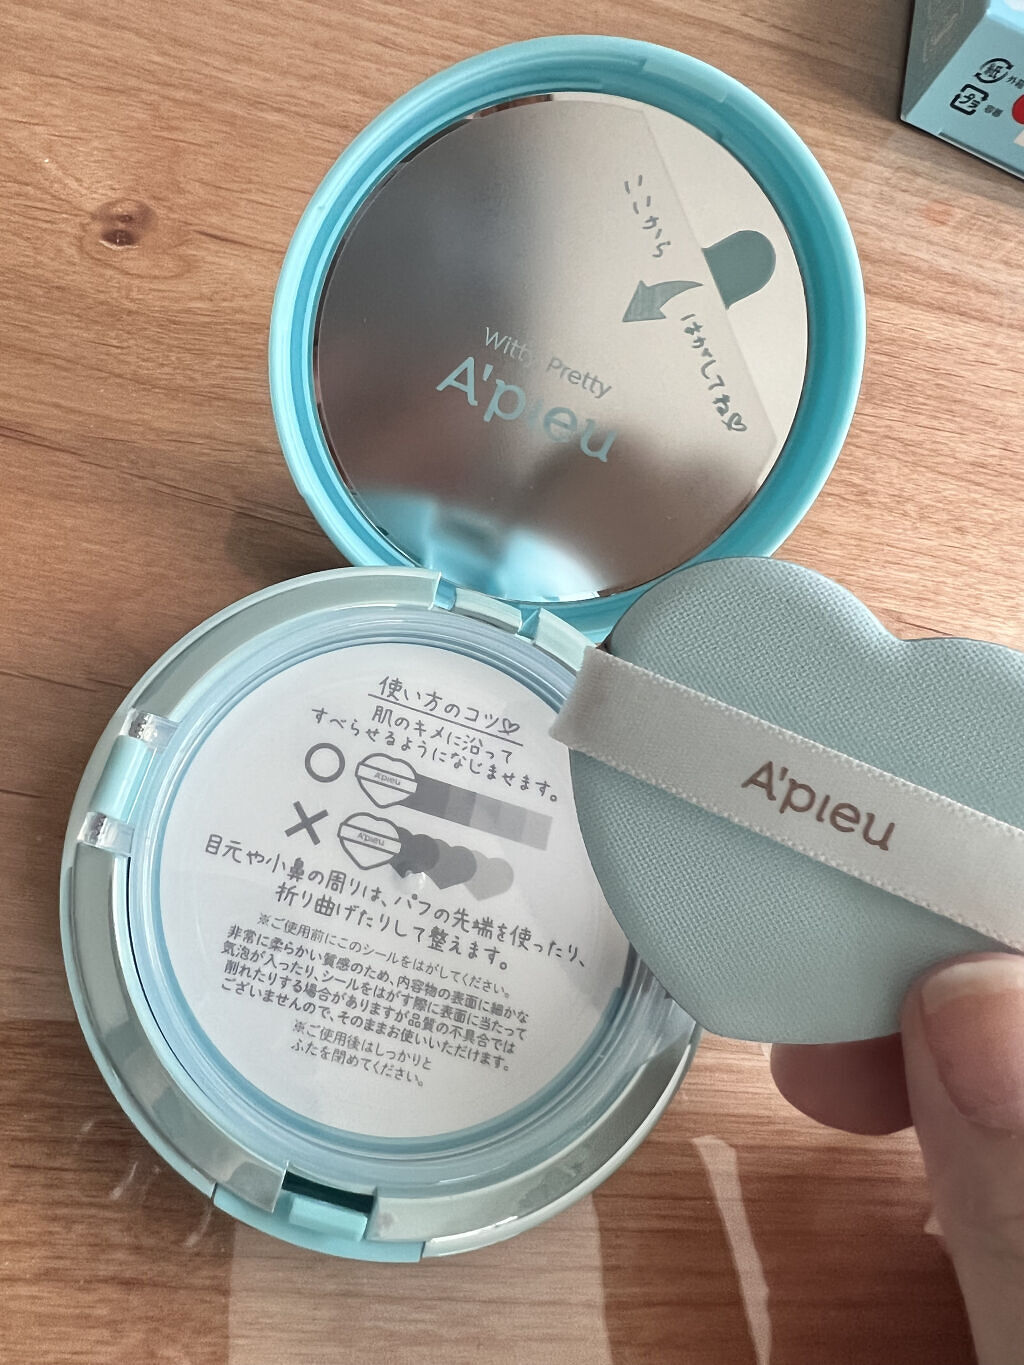 紙
プラ
容器
ここから
はがしてね♡
Witty Pretty
A'pieu
使い方のコツ♡
肌のキメに沿って
すべらせるようになじませます。
○
A'pieu
×
A'pieu
目元や小鼻の周りは、パフの先端を使ったり、
折り曲げたりして整えます。
※ご使用前にこのシールをはがしてください。
非常に柔らかい質感のため、内容物の表面に細かな
気泡が入ったり、シールをはがす際に表面に当たって
削れたりする場合がありますが品質の不具合では
ございませんので、そのままお使いいただけます。
※ご使用後はしっかりと
ふたを閉めてください。
A'pieu